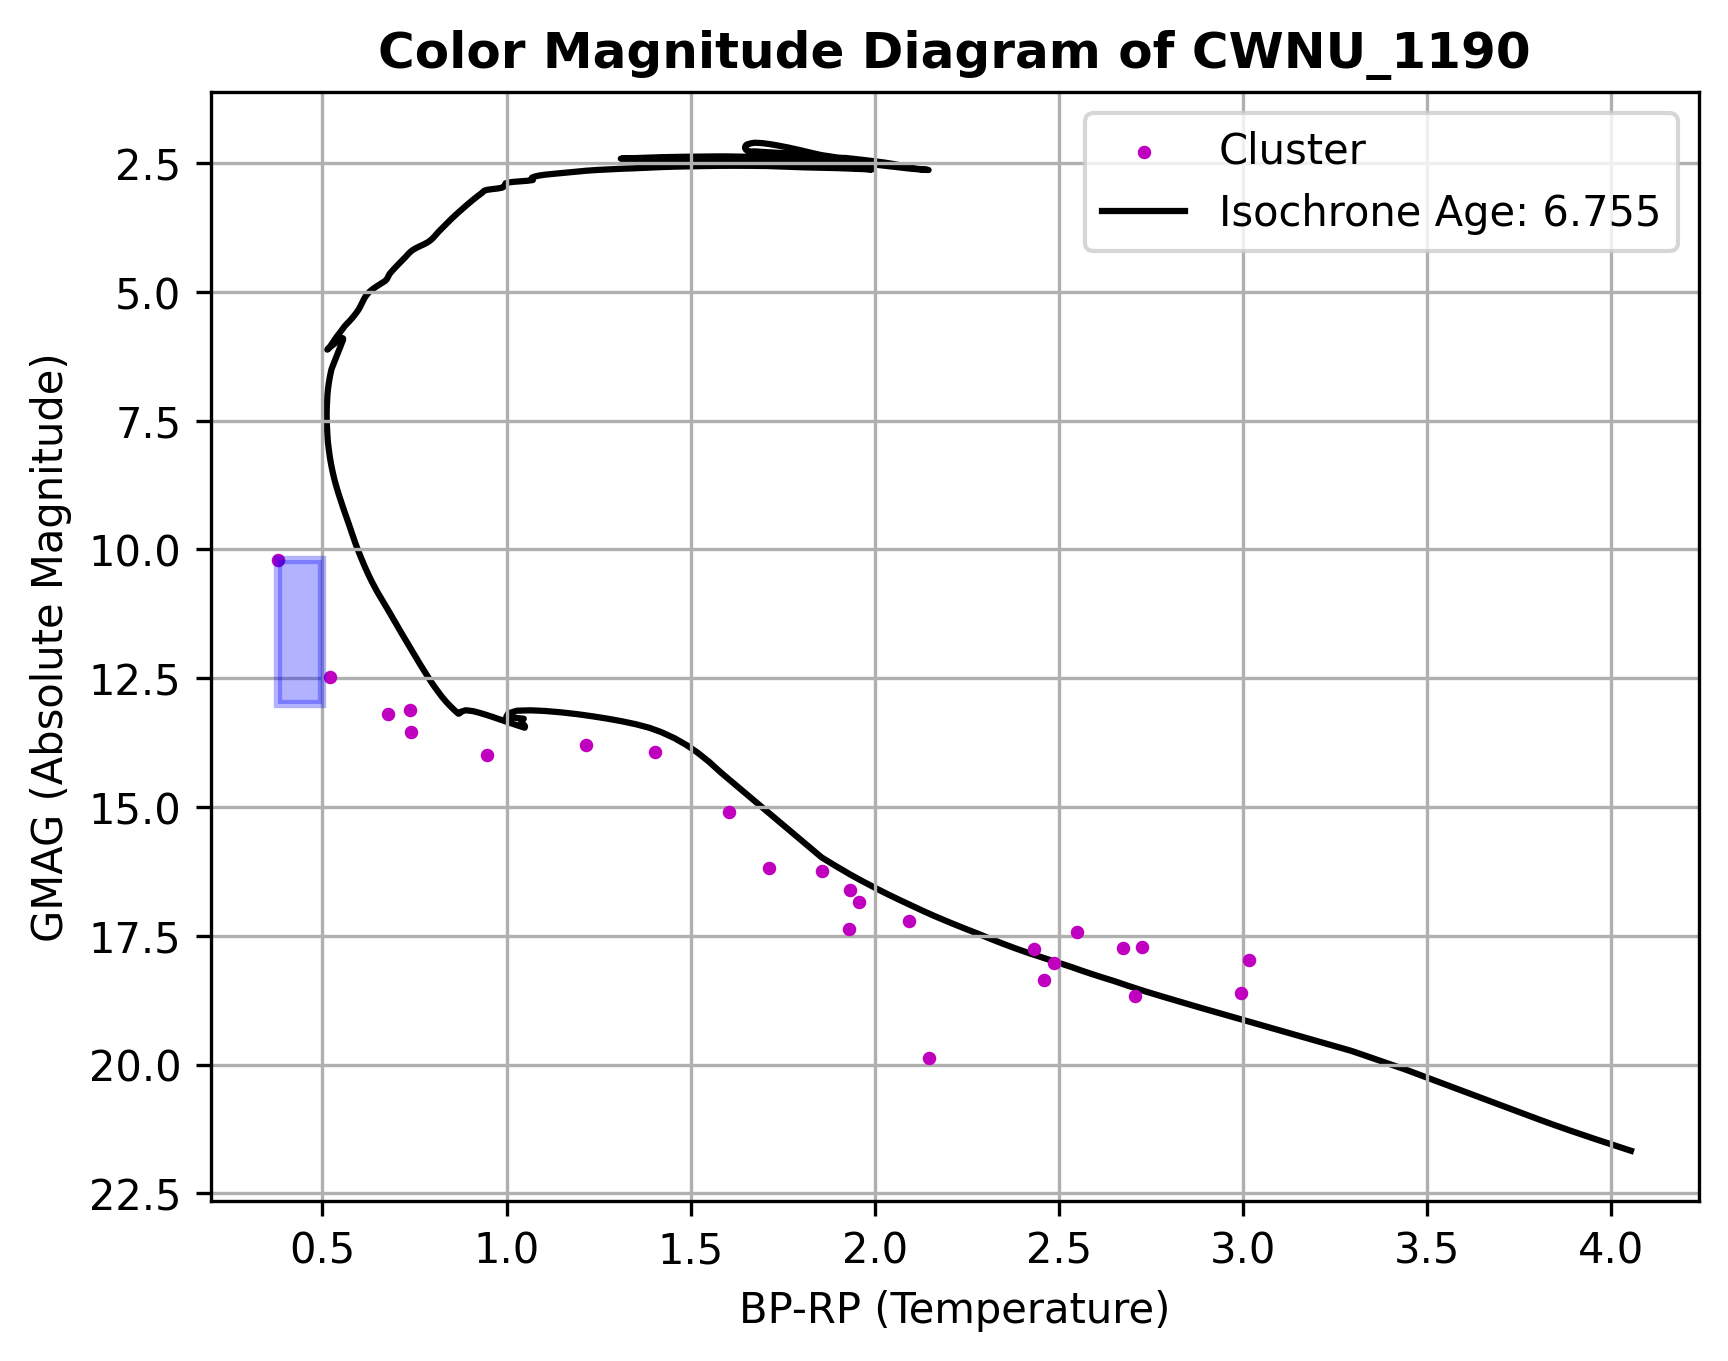 Color Magnitude Diagram of CWNU_1190
Cluster
Isochrone Age: 6.755
GMAG (Absolute Magnitude)
2.5
5.0
7.5
10.0
12.5
15.0
17.5
20.0
22.5
0.5 1.0 1.5 2.0 2.5 3.0 3.5 4.0
BP-RP (Temperature)